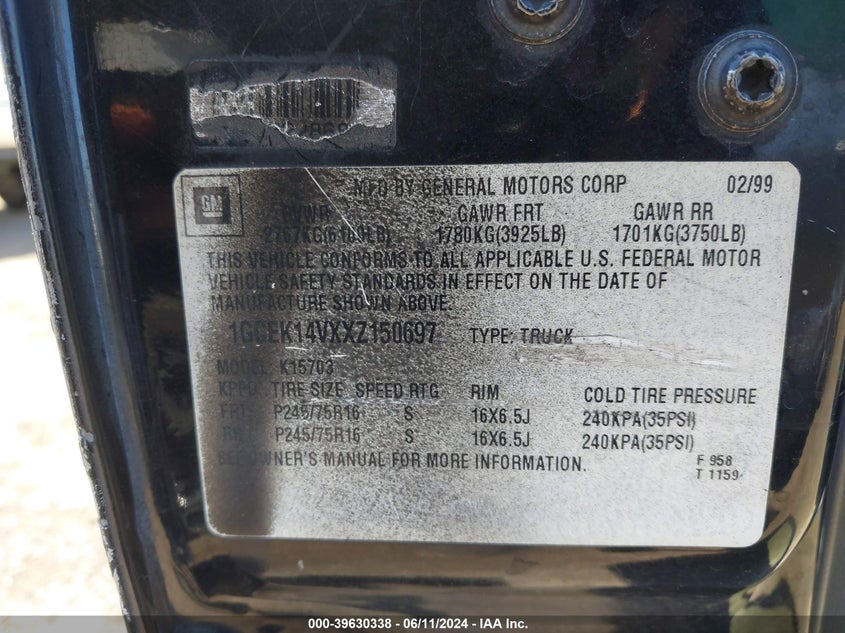 GM
MFD BY GENERAL MOTORS CORP 02/99
GVWR GAWR FRT GAWR RR
1780KG(3925LB) 1701KG(3750LB)
THIS VEHICLE CONFORMS TO ALL APPLICABLE U.S. FEDERAL MOTOR
VEHICLE SAFETY STANDARDS IN EFFECT ON THE DATE OF
MANUFACTURE SHOWN ABOVE.
1GCEK14VXXZ150697 TYPE: TRUCK
MODEL: K15703
TIRE SIZE SPEED RTG RIM COLD TIRE PRESSURE
FRT P245/75R16 S 16X6.5J 240KPA(35PSI)
RR P245/75R16 S 16X6.5J 240KPA(35PSI)
SEE OWNER'S MANUAL FOR MORE INFORMATION.
F 958
T 1159
000-39630338 - 06/11/2024 - IAA Inc.